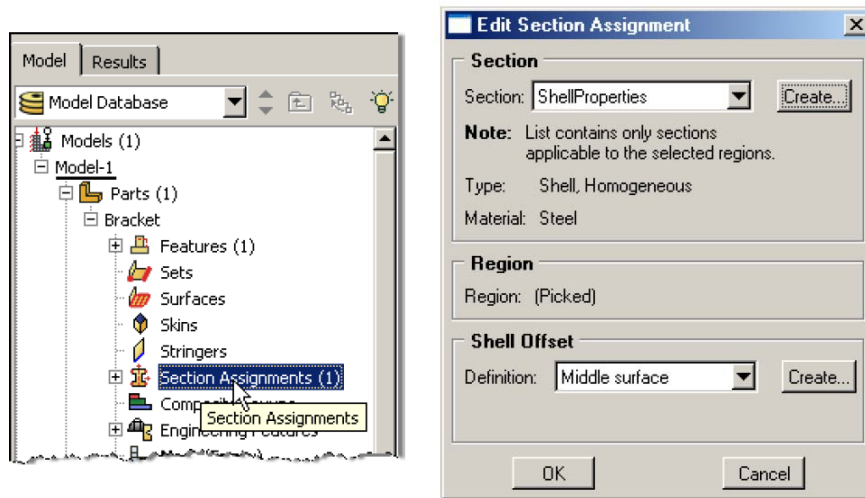 Model
Results
Model Database
Models (1)
Model-1
Parts (1)
Bracket
Features (1)
Sets
Surfaces
Skins
Stringers
Section Assignments (1)
Section Assignments
Engineering Features
Edit Section Assignment
Section
Section: ShellProperties Create...
Note: List contains only sections
applicable to the selected regions.
Type: Shell, Homogeneous
Material: Steel
Region
Region: (Picked)
Shell Offset
Definition: Middle surface Create...
OK Cancel